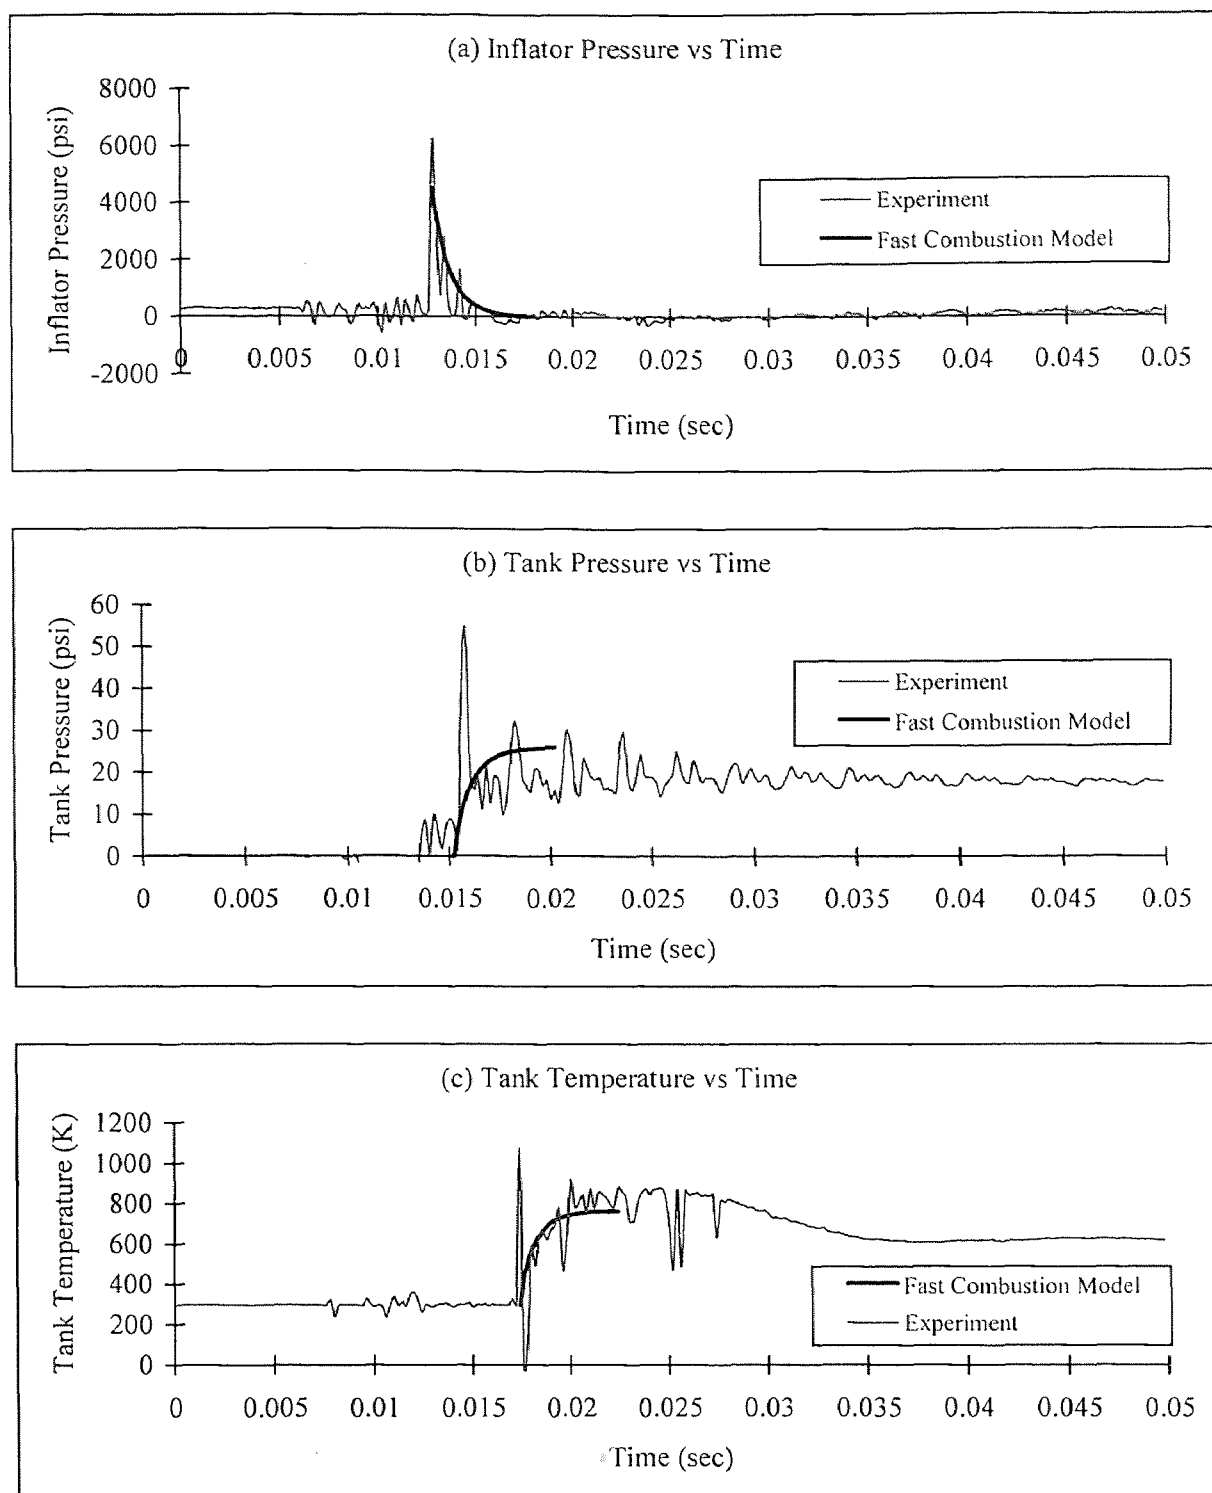 (a) Inflator Pressure vs Time
Inflator Pressure (psi)
8000
6000
4000
2000
0
-2000
0 0.005 0.01 0.015 0.02 0.025 0.03 0.035 0.04 0.045 0.05
Time (sec)
Experiment
Fast Combustion Model
(b) Tank Pressure vs Time
Tank Pressure (psi)
60
50
40
30
20
10
0
0 0.005 0.01 0.015 0.02 0.025 0.03 0.035 0.04 0.045 0.05
Time (sec)
Experiment
Fast Combustion Model
(c) Tank Temperature vs Time
Tank Temperature (K)
1200
1000
800
600
400
200
0
0 0.005 0.01 0.015 0.02 0.025 0.03 0.035 0.04 0.045 0.05
Time (sec)
Fast Combustion Model
Experiment